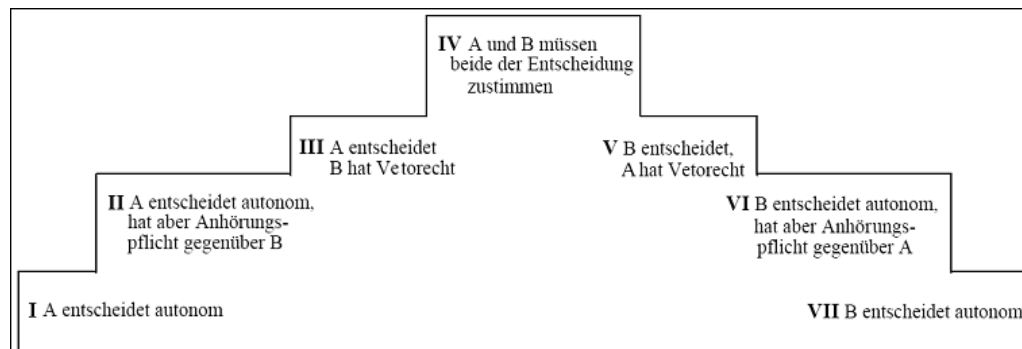 IV A und B müssen
beide der Entscheidung
zustimmen
III A entscheidet
B hat Vetorecht
V B entscheidet,
A hat Vetorecht
II A entscheidet autonom,
hat aber Anhörungs-
pflicht gegenüber B
VI B entscheidet autonom,
hat aber Anhörungs-
pflicht gegenüber A
I A entscheidet autonom
VII B entscheidet autonom